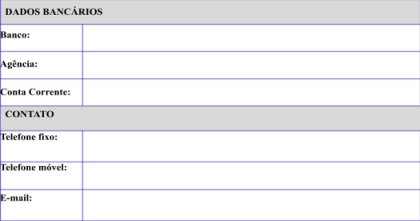 DADOS BANCÁRIOS
Banco:
Agência:
Conta Corrente:
CONTATO
Telefone fixo:
Telefone móvel:
E-mail: